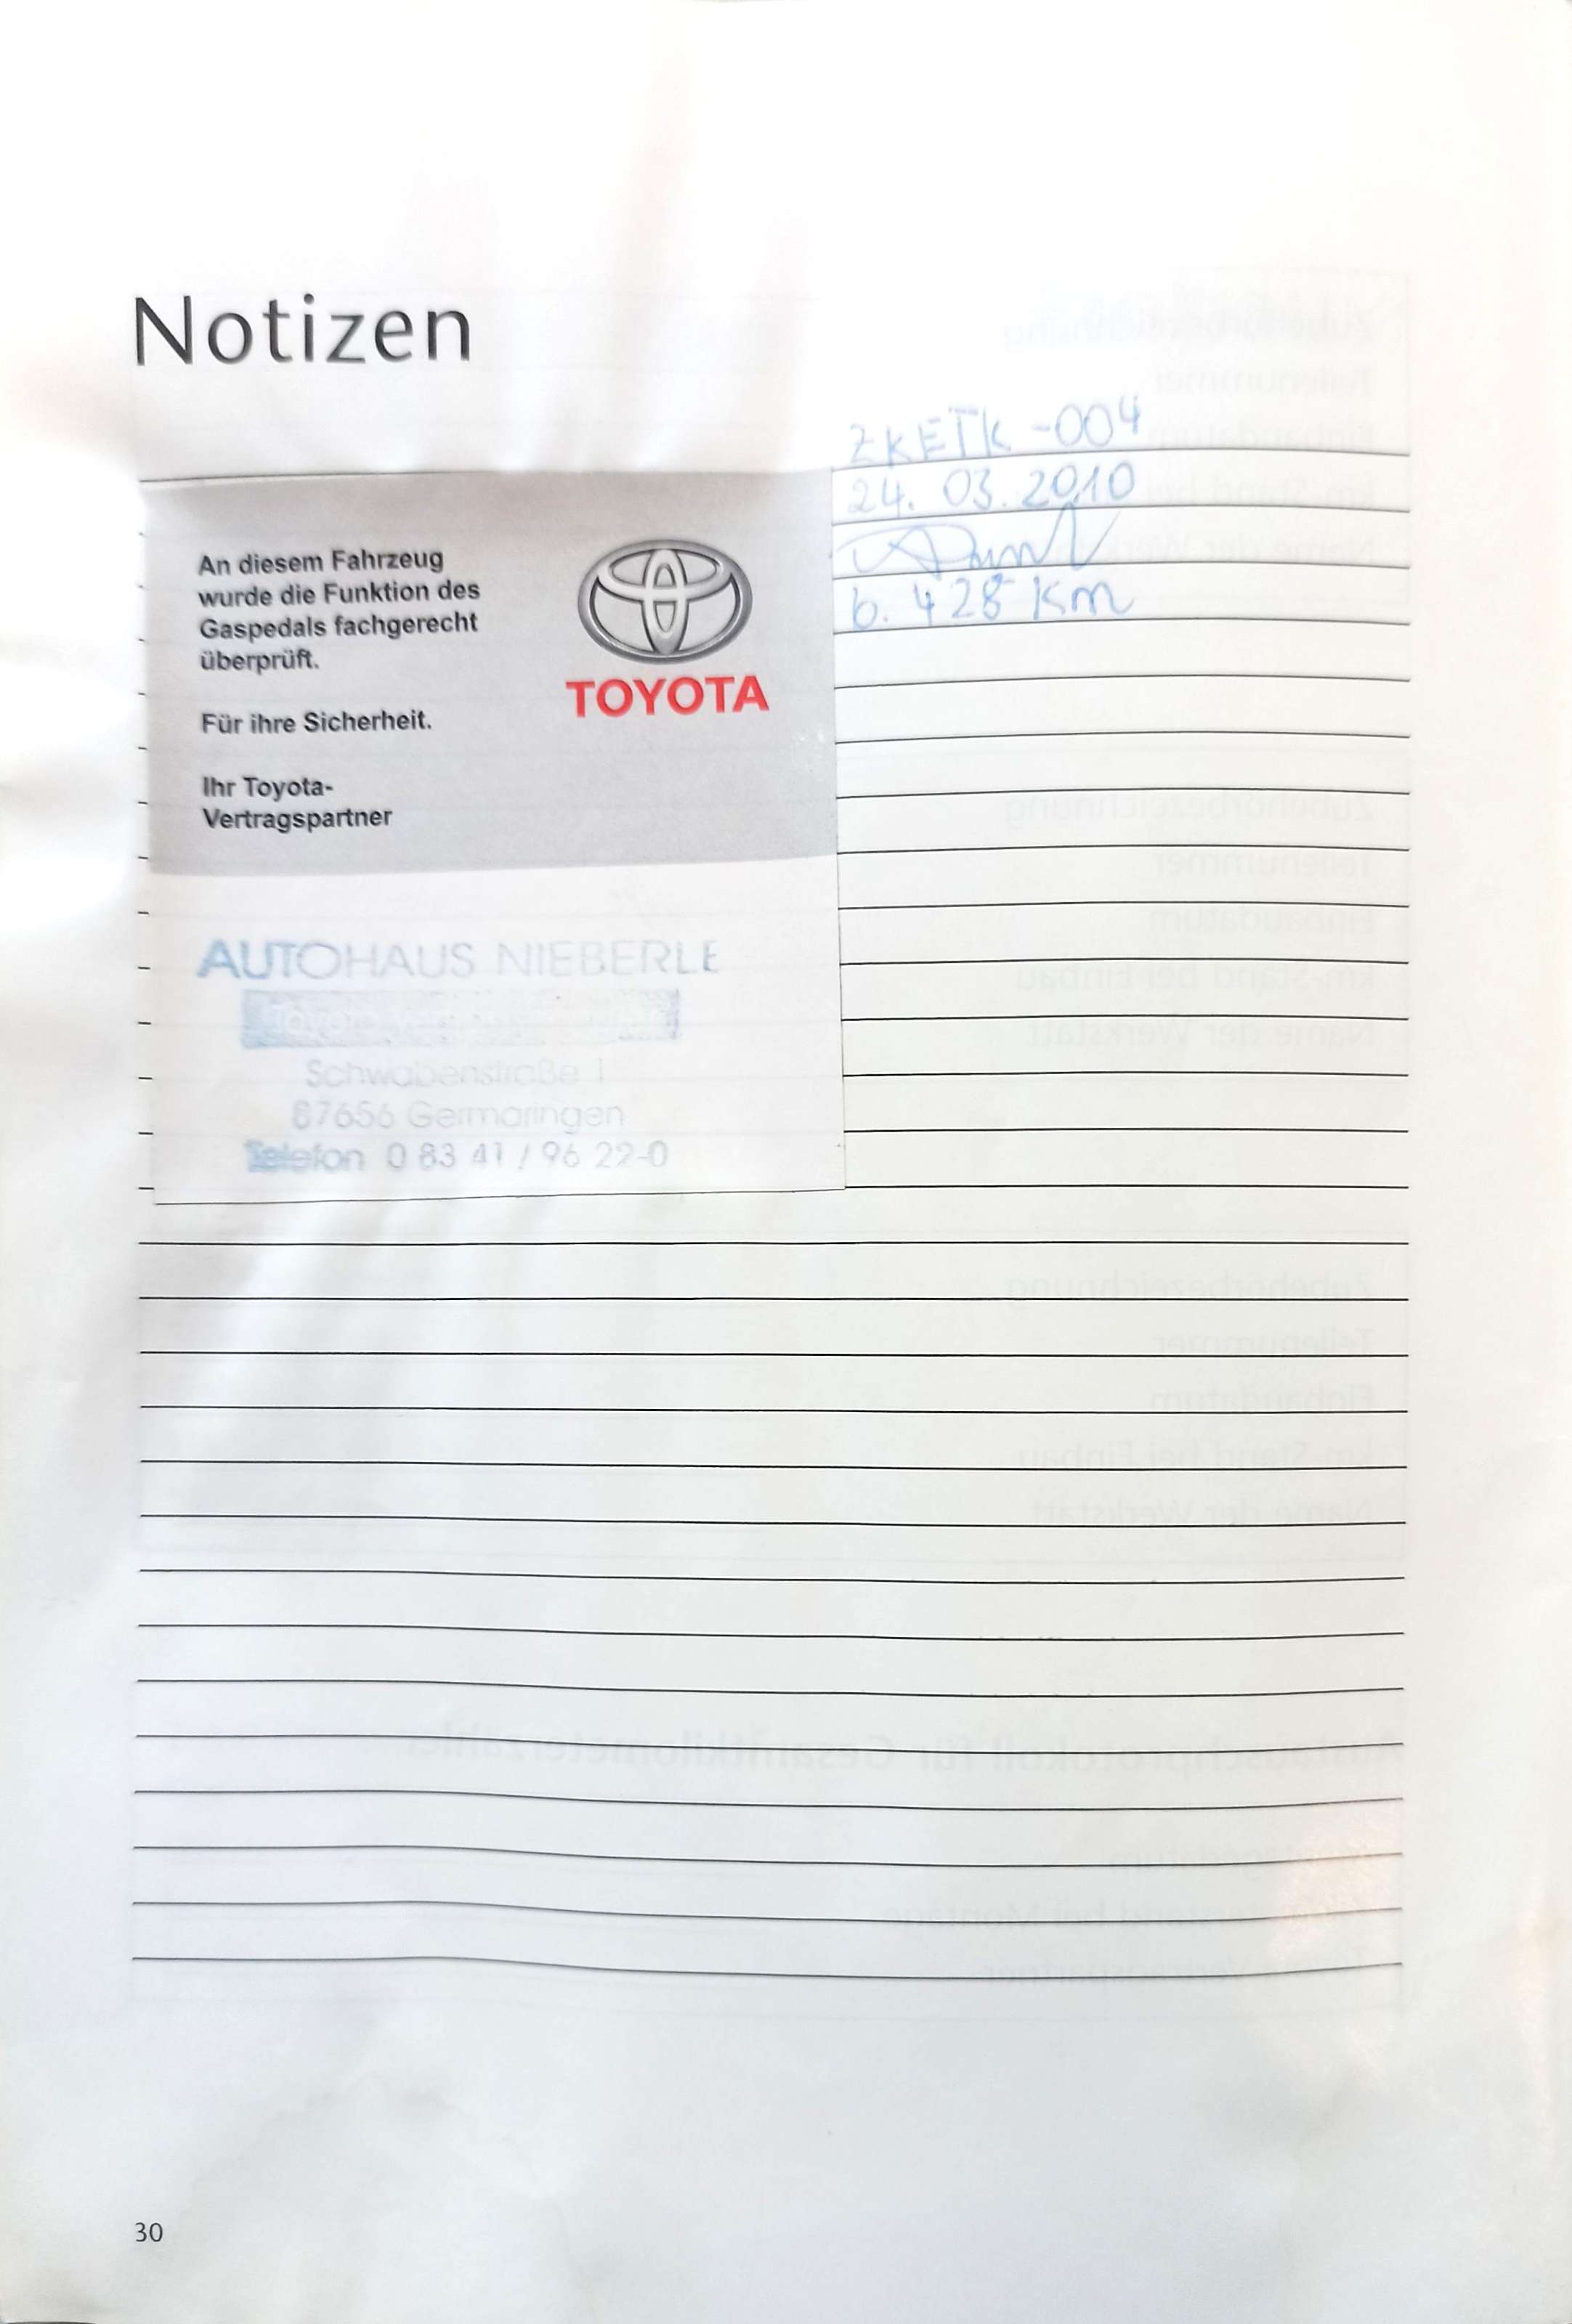 Notizen
ZKETK -004
24. 03. 2010
6. 428 Km
An diesem Fahrzeug
wurde die Funktion des
Gaspedals fachgerecht
überprüft.
Für ihre Sicherheit.
Ihr Toyota-
Vertragspartner
TOYOTA
AUTOHAUS NIEBERLE
Schwabenstraße 1
87656 Germaringen
Telefon 0 83 41 / 96 22-0
30